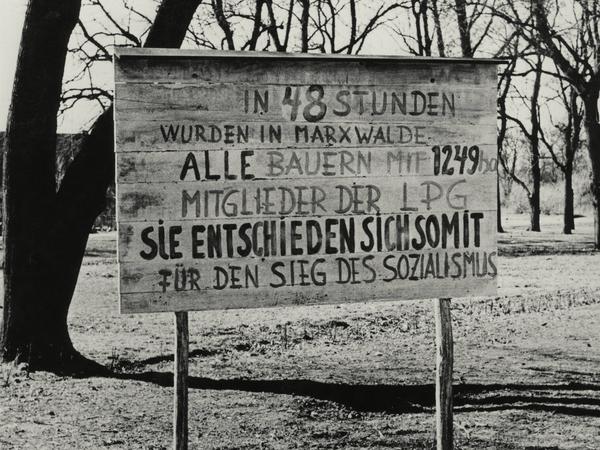 IN 48 STUNDEN
WURDEN IN MARXWALDE
ALLE BAUERN MIT 1249 ha
MITGLIEDER DER LPG
SIE ENTSCHIEDEN SICH SOMIT
FÜR DEN SIEG DES SOZIALISMUS